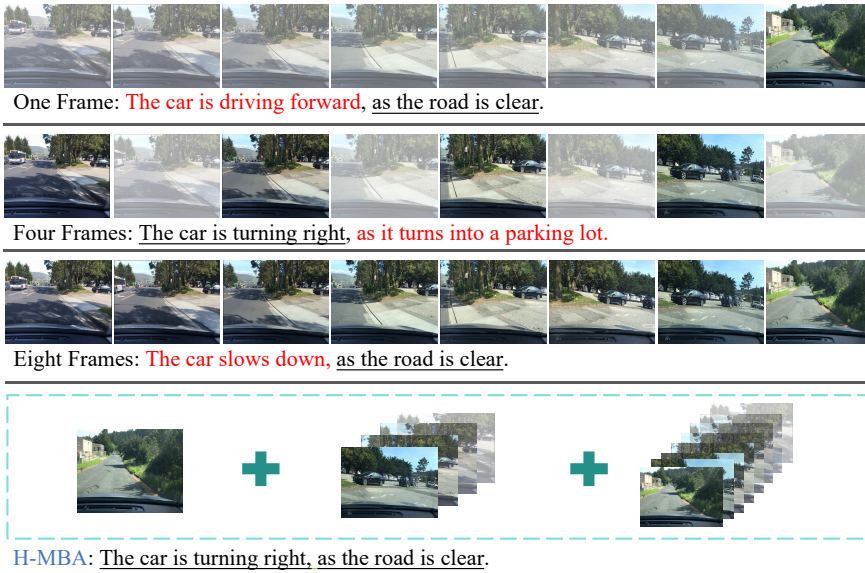 One Frame: The car is driving forward, as the road is clear.
Four Frames: The car is turning right, as it turns into a parking lot.
Eight Frames: The car slows down, as the road is clear.
H-MBA: The car is turning right, as the road is clear.